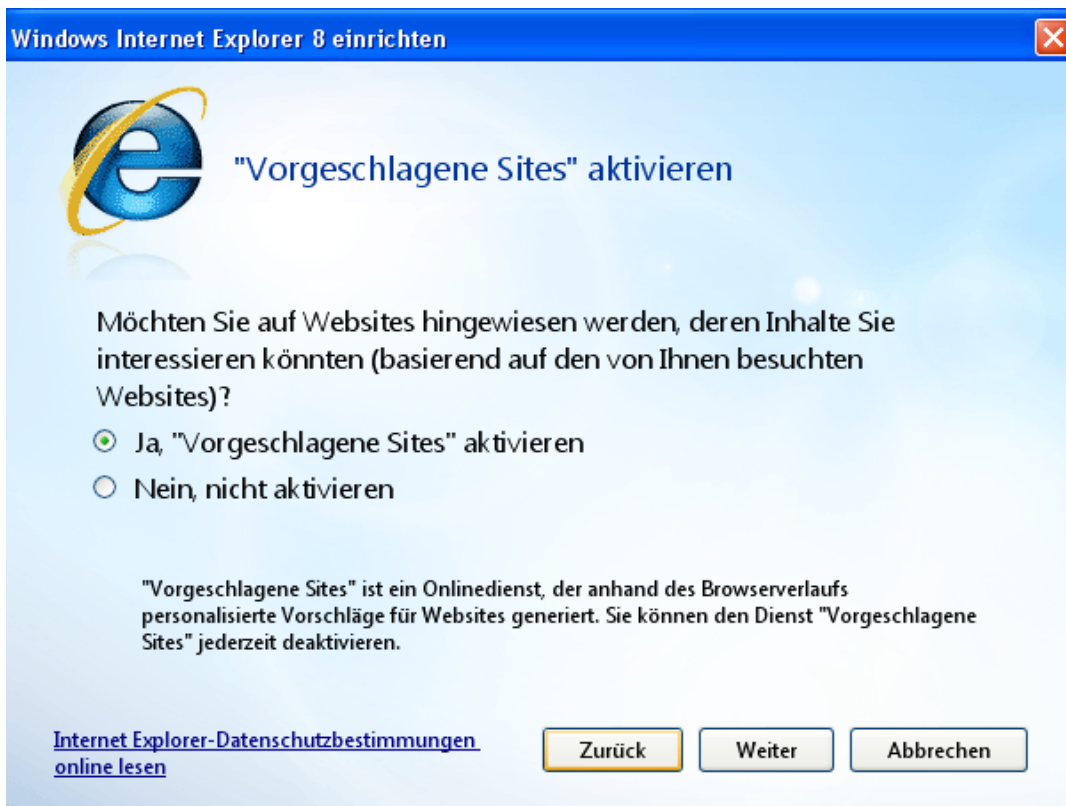 Windows Internet Explorer 8 einrichten
"Vorgeschlagene Sites" aktivieren
Möchten Sie auf Websites hingewiesen werden, deren Inhalte Sie
interessieren könnten (basierend auf den von Ihnen besuchten
Websites)?
Ja, "Vorgeschlagene Sites" aktivieren
Nein, nicht aktivieren
"Vorgeschlagene Sites" ist ein Onlinedienst, der anhand des Browserverlaufs
personalisierte Vorschläge für Websites generiert. Sie können den Dienst "Vorgeschlagene
Sites" jederzeit deaktivieren.
Internet Explorer-Datenschutzbestimmungen
online lesen
Zurück
Weiter
Abbrechen